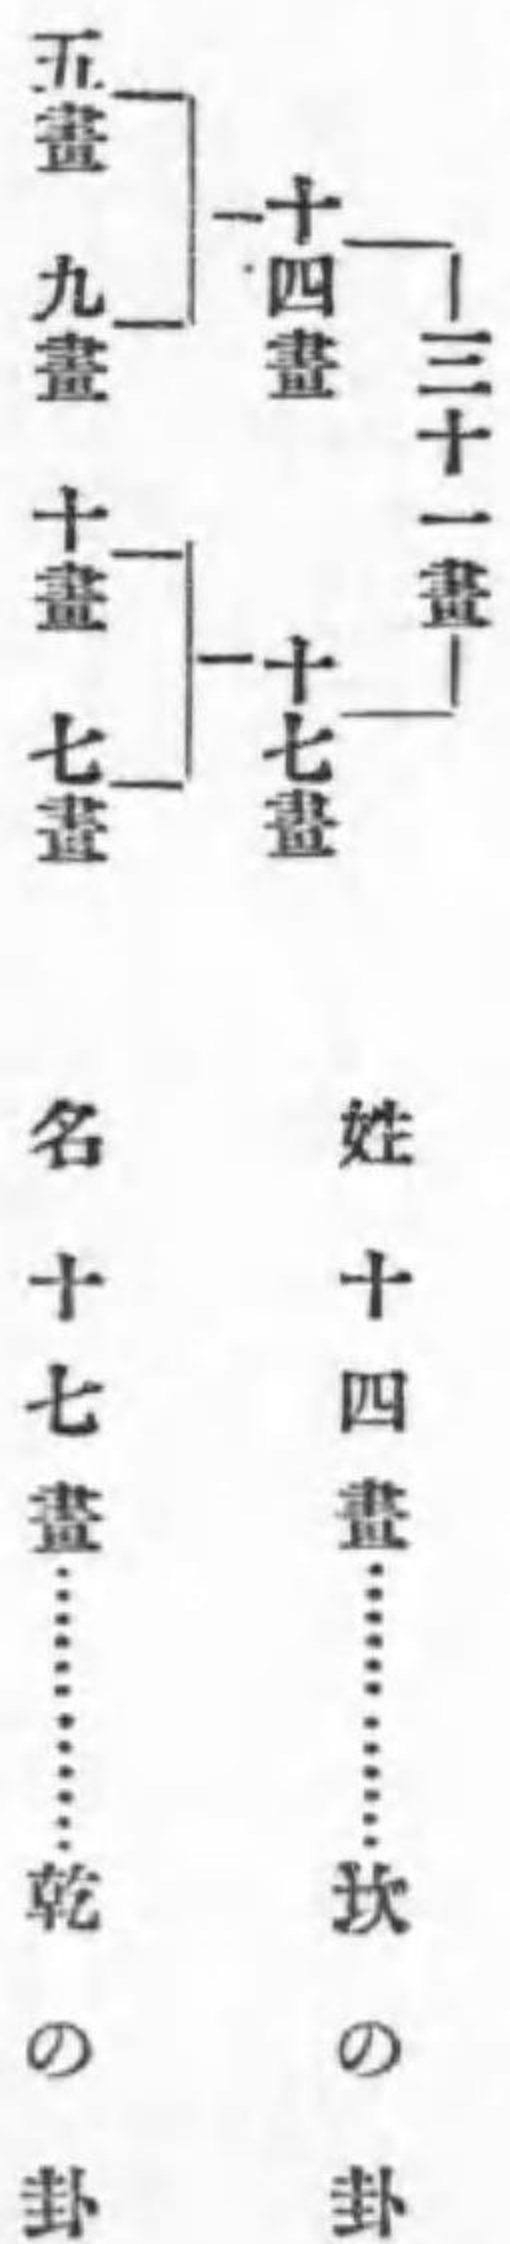 三十一畫
十四畫
十七畫
五畫 九畫 十畫 七畫
姓十四畫………坎の卦
名十七畫………乾の卦